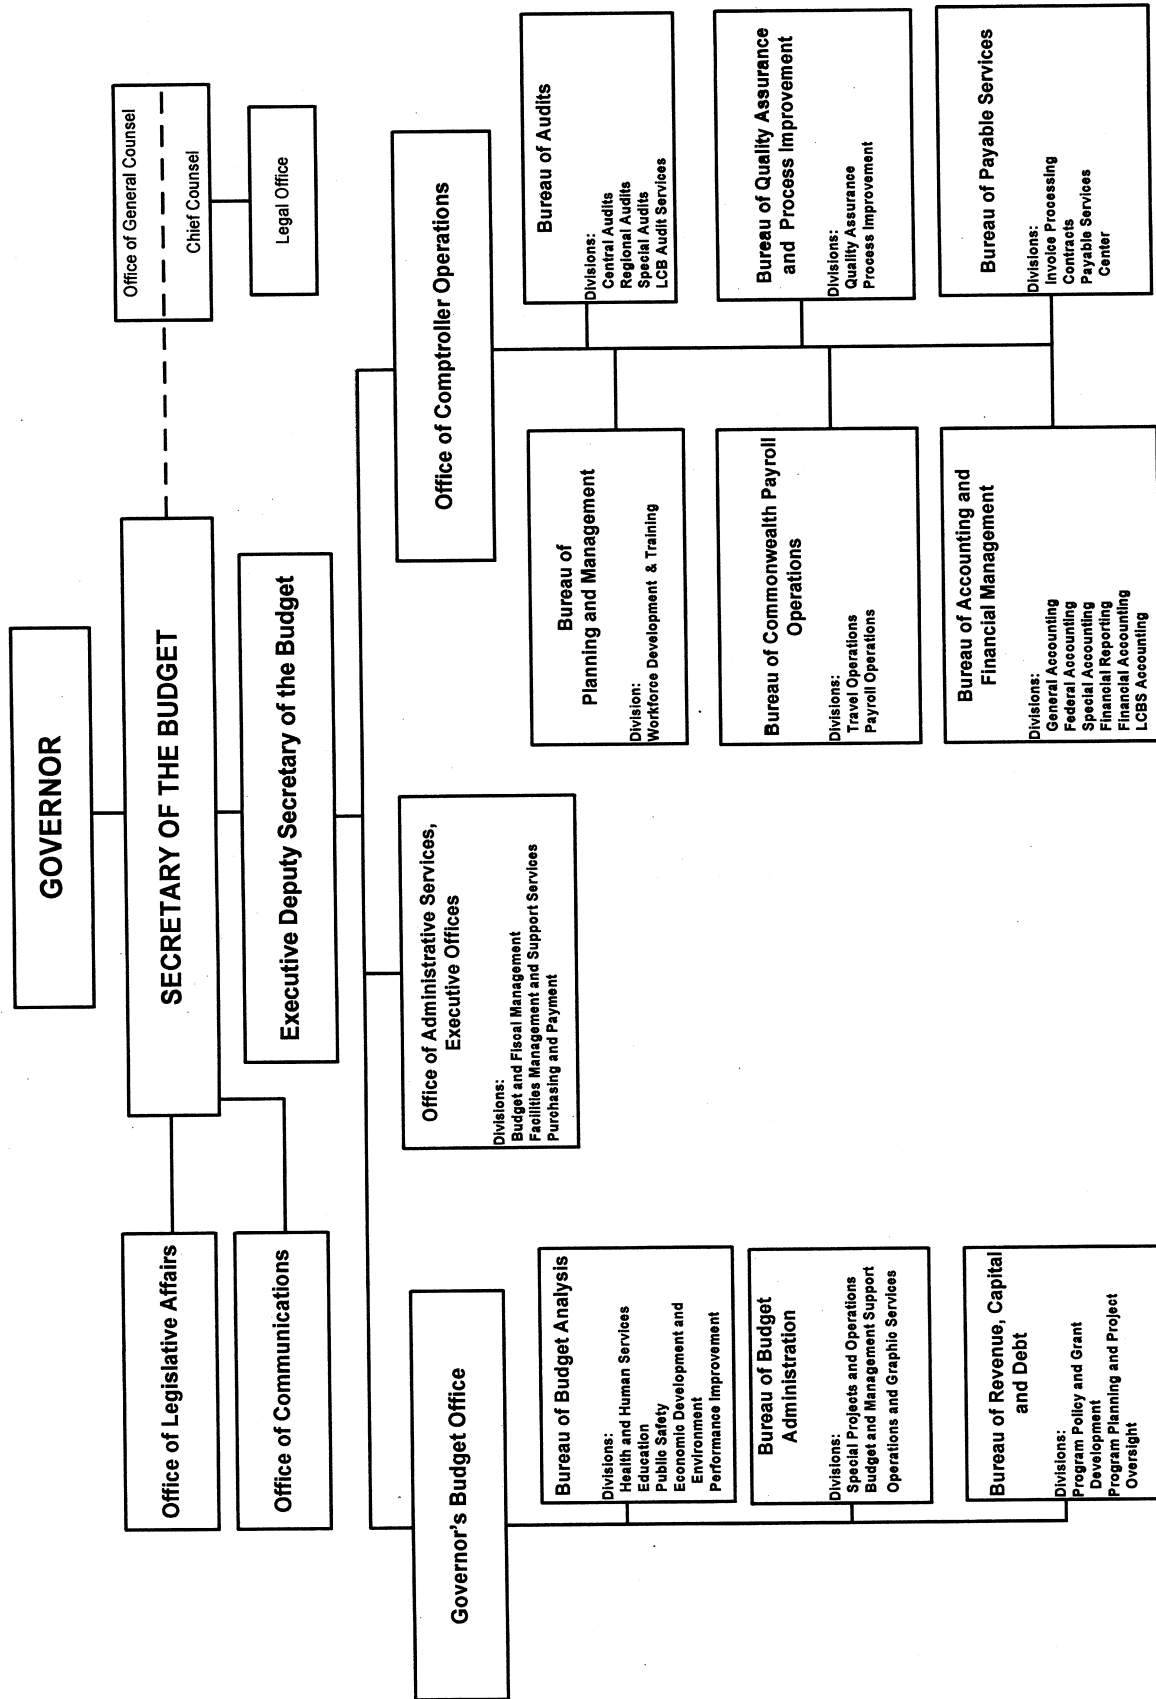 GOVERNOR
SECRETARY OF THE BUDGET
Office of General Counsel
Chief Counsel
Legal Office
Office of Legislative Affairs
Office of Communications
Executive Deputy Secretary of the Budget
Governor's Budget Office
Office of Administrative Services,
Executive Offices
Divisions:
Budget and Fiscal Management
Facilities Management and Support Services
Purchasing and Payment
Office of Comptroller Operations
Bureau of Budget Analysis
Divisions:
Health and Human Services
Education
Public Safety
Economic Development and
Environment
Performance Improvement
Bureau of Budget
Administration
Divisions:
Special Projects and Operations
Budget and Management Support
Operations and Graphic Services
Bureau of Revenue, Capital
and Debt
Divisions:
Program Policy and Grant
Development
Program Planning and Project
Oversight
Bureau of
Planning and Management
Division:
Workforce Development & Training
Bureau of Audits
Divisions:
Central Audits
Regional Audits
Special Audits
LCB Audit Services
Bureau of Commonwealth Payroll
Operations
Divisions:
Travel Operations
Payroll Operations
Bureau of Quality Assurance
and Process Improvement
Divisions:
Quality Assurance
Process Improvement
Bureau of Accounting and
Financial Management
Divisions:
General Accounting
Federal Accounting
Special Accounting
Financial Reporting
Financial Accounting
LCBS Accounting
Bureau of Payable Services
Divisions:
Invoice Processing
Contracts
Payable Services
Center